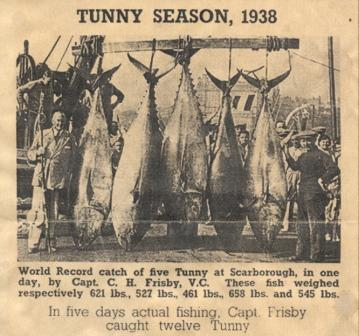 TUNNY SEASON, 1938
World Record catch of five Tunny at Scarborough, in one
day, by Capt. C. H. Frisby, V.C. These fish weighed
respectively 621 lbs., 527 lbs., 461 lbs., 658 lbs. and 545 lbs.
In five days actual fishing, Capt. Frisby
caught twelve Tunny